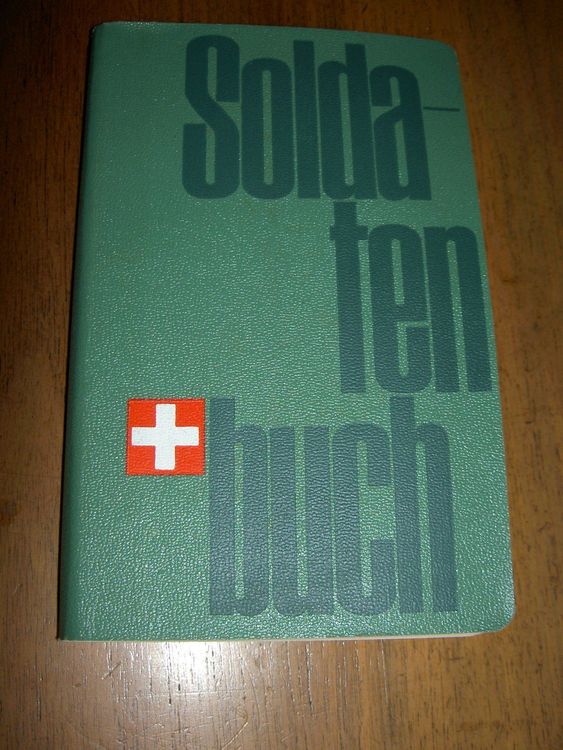 Solda-
ten
buch